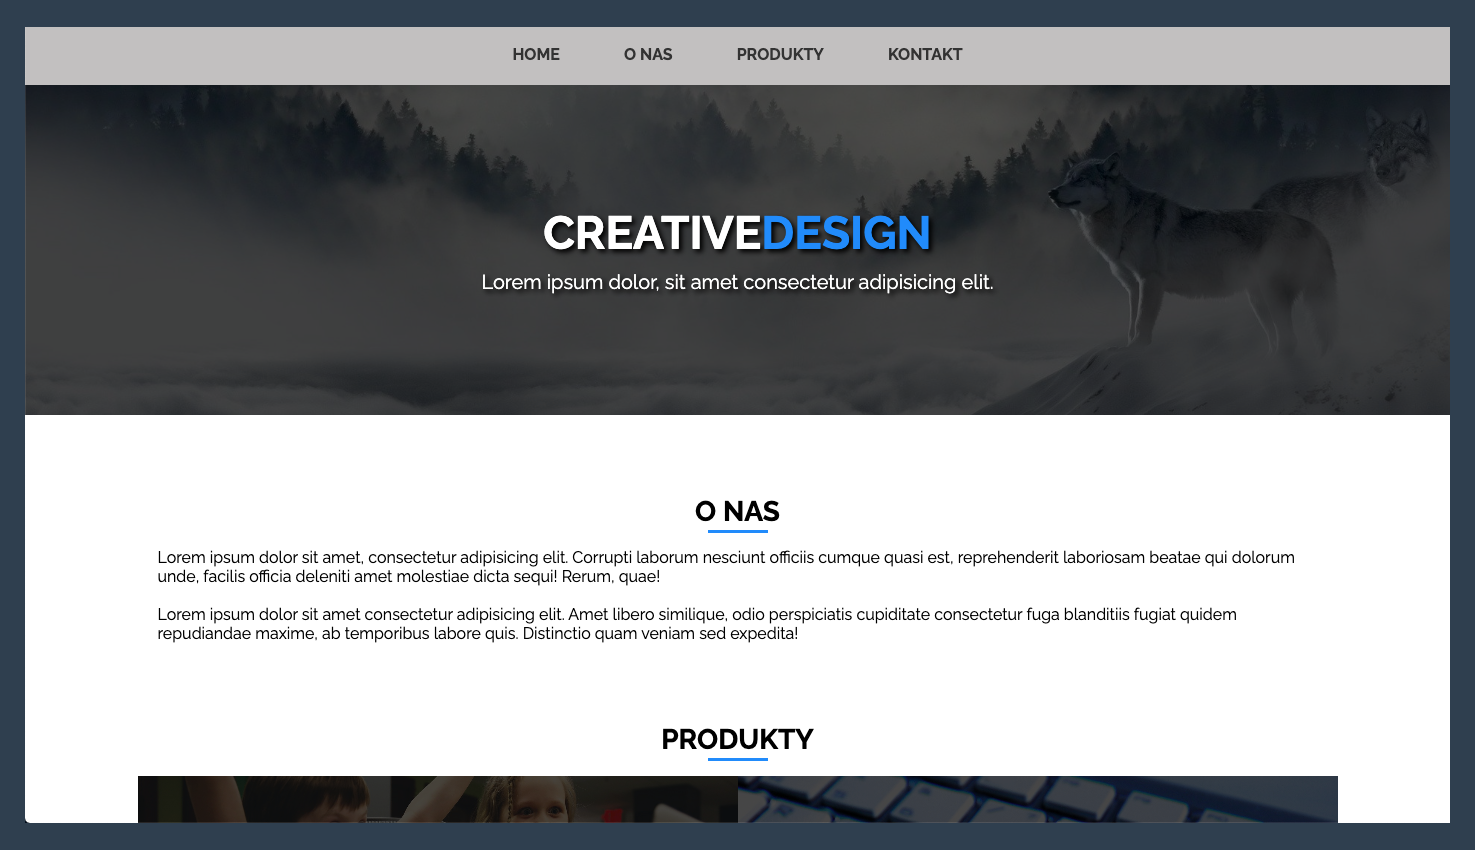 HOME O NAS PRODUKTY KONTAKT
CREATIVEDESIGN
Lorem ipsum dolor, sit amet consectetur adipisicing elit.
O NAS
Lorem ipsum dolor sit amet, consectetur adipisicing elit. Corrupti laborum nesciunt officiis cumque quasi est, reprehenderit laboriosam beatae qui dolorum
unde, facilis officia deleniti amet molestiae dicta sequi! Rerum, quae!
Lorem ipsum dolor sit amet consectetur adipisicing elit. Amet libero similique, odio perspiciatis cupiditate consectetur fuga blanditiis fugiat quidem
repudiandae maxime, ab temporibus labore quis. Distinctio quam veniam sed expedita!
PRODUKTY